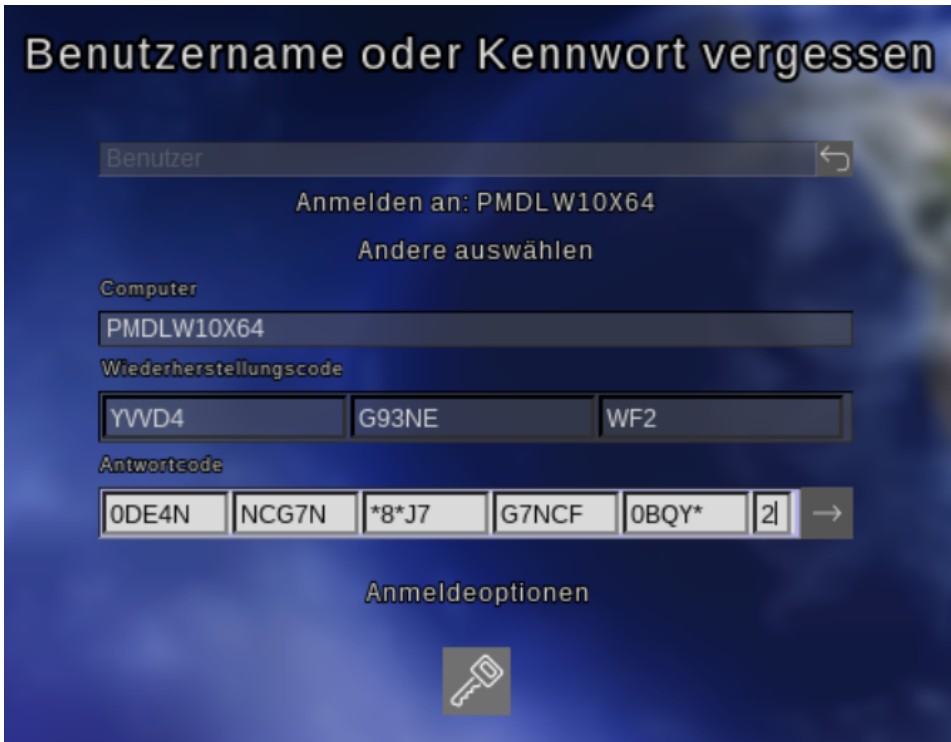 Benutzername oder Kennwort vergessen
Benutzer
Anmelden an: PMDLW10X64
Andere auswählen
Computer
PMDLW10X64
Wiederherstellungscode
YVVD4 G93NE WF2
Antwortcode
0DE4N NCG7N *8*J7 G7NCF 0BQY* 2
Anmeldeoptionen